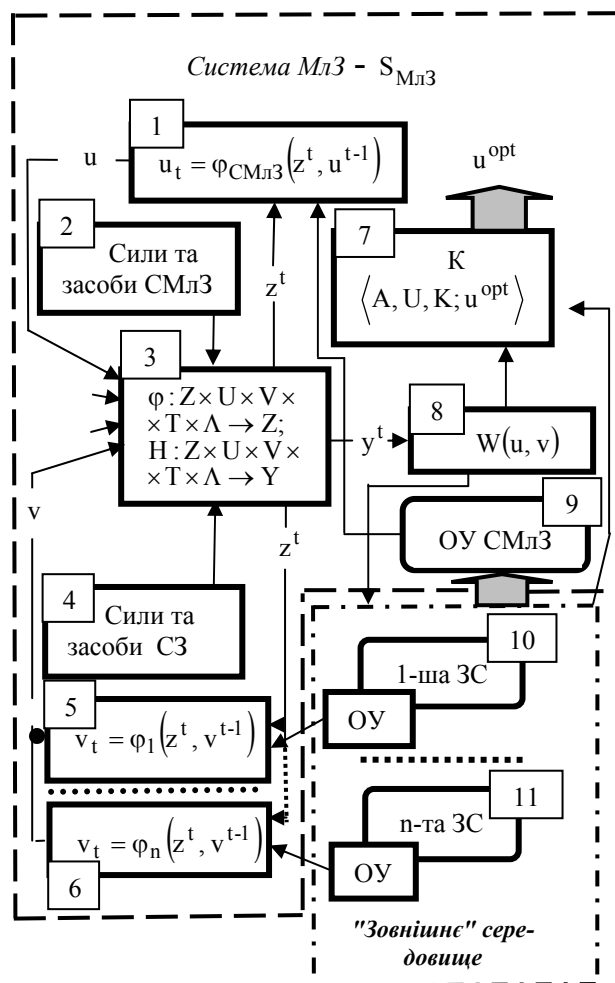 Система МлЗ - S_МлЗ
1
u
u_t = φ_СМлЗ(z^t, u^t-1)
u^opt
2
Сили та
засоби СМлЗ
z^t
7
К
⟨A, U, K; u^opt⟩
3
φ : Z × U × V ×
× T × Λ → Z;
H : Z × U × V ×
× T × Λ → Y
y^t
8
W(u, v)
v
z^t
9
ОУ СМлЗ
4
Сили та
засоби СЗ
10
1-ша ЗС
ОУ
5
v_t = φ_1(z^t, v^t-1)
11
n-та ЗС
ОУ
v_t = φ_n(z^t, v^t-1)
6
"Зовнішнє" сере-
довище